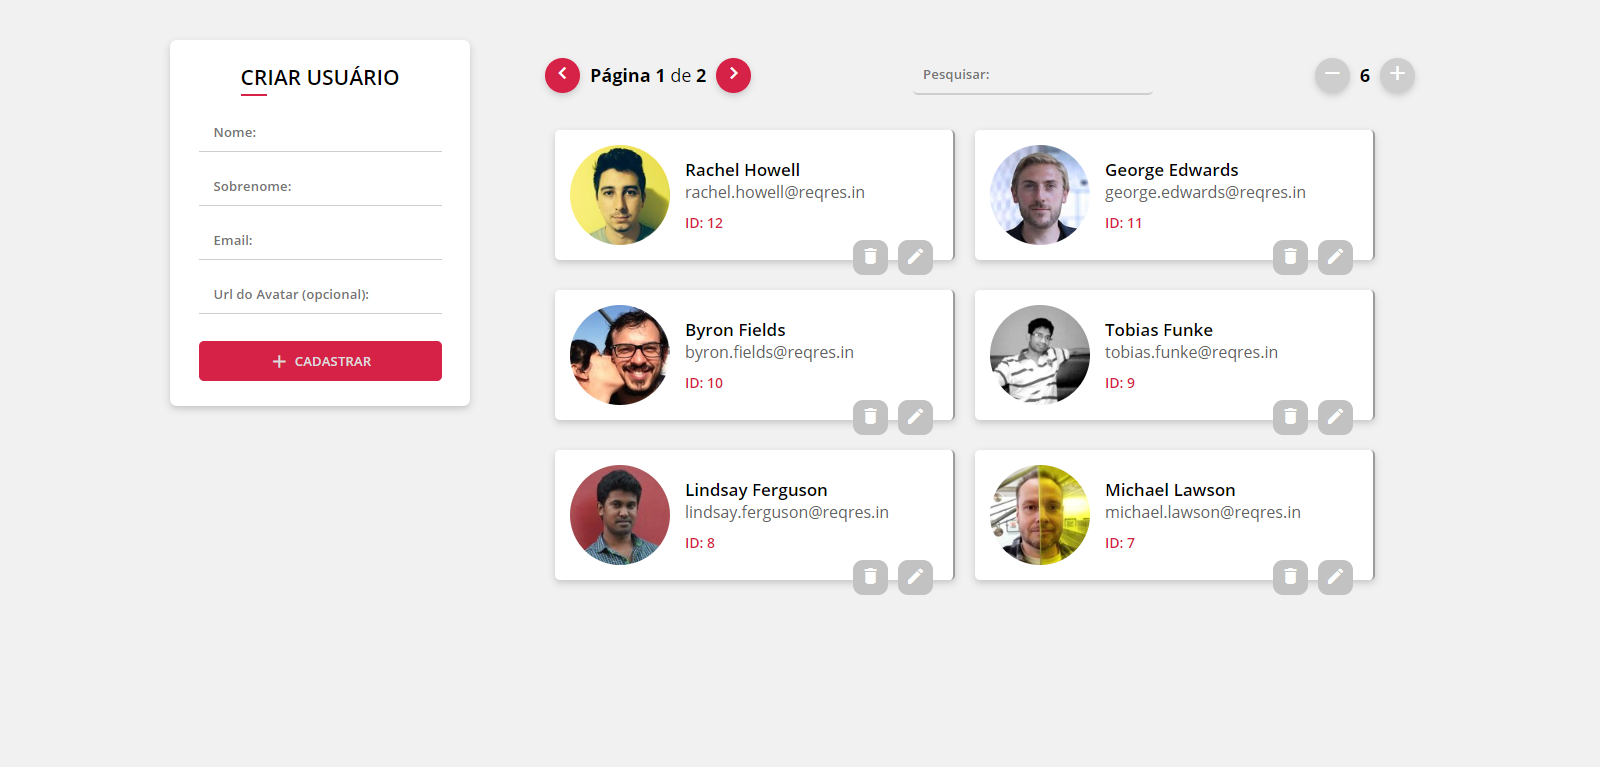 CRIAR USUÁRIO
Nome:
Sobrenome:
Email:
Url do Avatar (opcional):
CADASTRAR
Página 1 de 2
Pesquisar:
6
Rachel Howell
rachel.howell@reqres.in
ID: 12
George Edwards
george.edwards@reqres.in
ID: 11
Byron Fields
byron.fields@reqres.in
ID: 10
Tobias Funke
tobias.funke@reqres.in
ID: 9
Lindsay Ferguson
lindsay.ferguson@reqres.in
ID: 8
Michael Lawson
michael.lawson@reqres.in
ID: 7